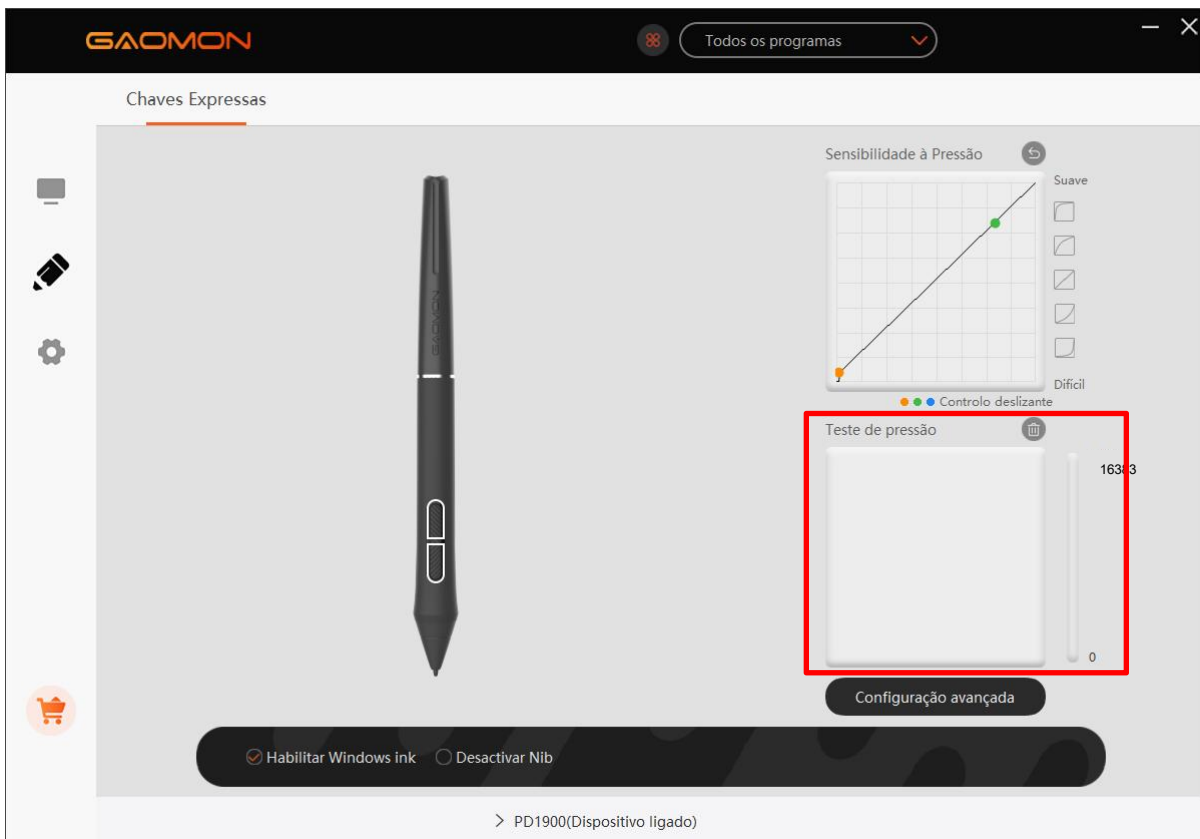 GAOMON
Todos os programas
Chaves Expressas
Sensibilidade à Pressão
Suave
GAOMON
Difícil
Controlo deslizante
Teste de pressão
16383
0
Configuração avançada
Habilitar Windows ink
Desactivar Nib
PD1900(Dispositivo ligado)